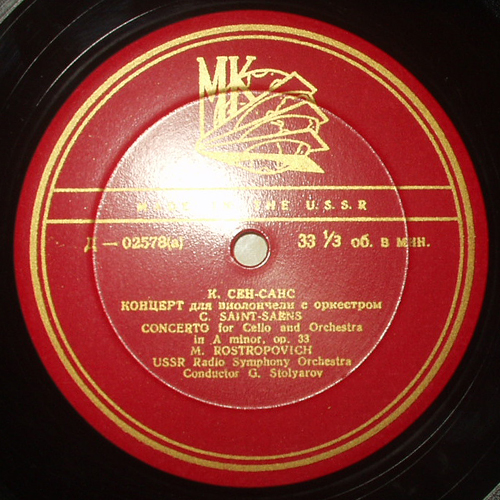 МК
MADE IN THE U.S.S.R
Д — 02578(а) 33 ⅓ об. в мин.
К. СЕН-САНС
КОНЦЕРТ для виолончели с оркестром
C. SAINT-SAENS
CONCERTO for Cello and Orchestra
in A minor, op. 33
M. ROSTROPOVICH
USSR Radio Symphony Orchestra
Conductor G. Stolyarov